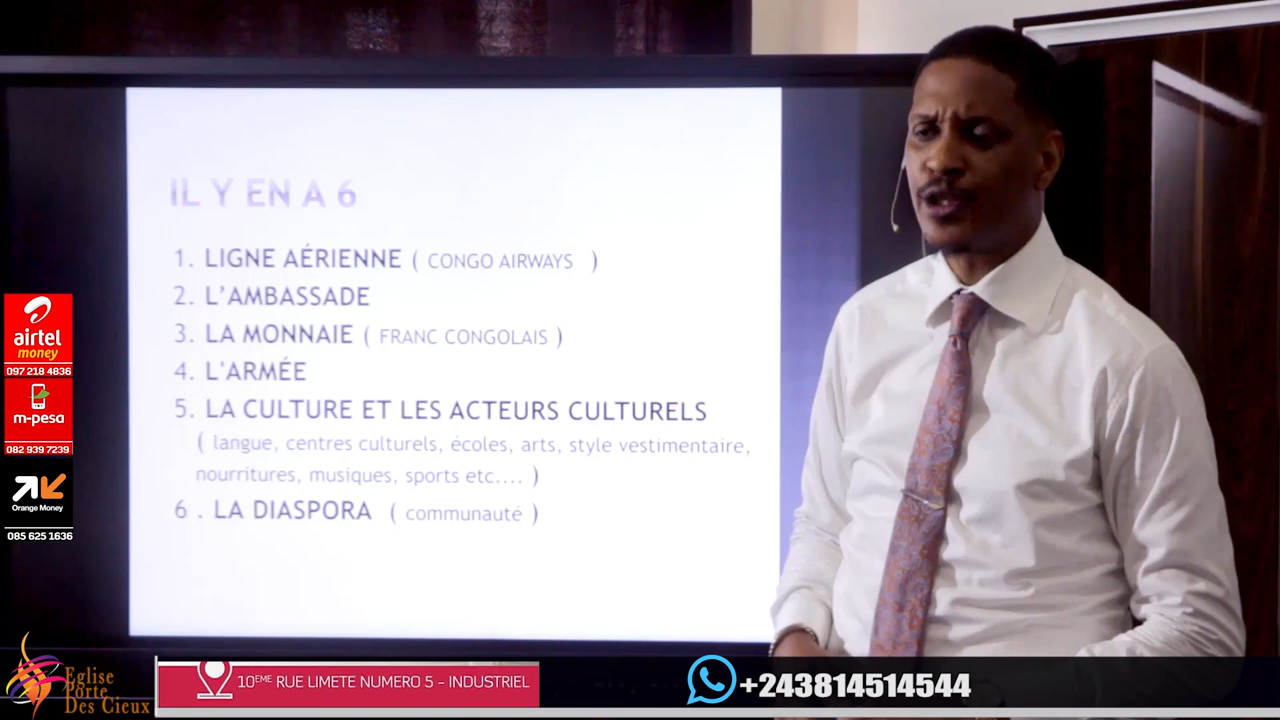 IL Y EN A 6
1. LIGNE AÉRIENNE ( CONGO AIRWAYS )
2. L'AMBASSADE
3. LA MONNAIE ( FRANC CONGOLAIS )
4. L'ARMÉE
5. LA CULTURE ET LES ACTEURS CULTURELS
( langue, centres culturels, écoles, arts, style vestimentaire,
nourritures, musiques, sports etc.... )
6 . LA DIASPORA ( communauté )
airtel
money
097 218 4836
m-pesa
082 939 7239
Orange Money
085 625 1636
Eglise
Porte
Des Cieux
10EME RUE LIMETE NUMERO 5 - INDUSTRIEL
+243814514544